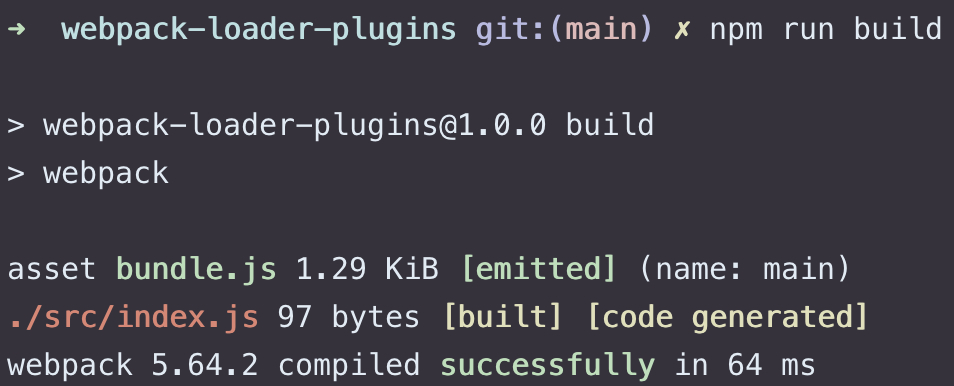 ➜ webpack-loader-plugins git:(main) ✗ npm run build
> webpack-loader-plugins@1.0.0 build
> webpack
asset bundle.js 1.29 KiB [emitted] (name: main)
./src/index.js 97 bytes [built] [code generated]
webpack 5.64.2 compiled successfully in 64 ms